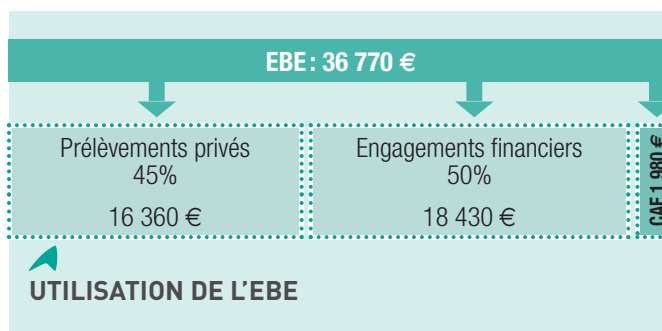 EBE : 36 770 €
Prélèvements privés
45%
16 360 €
Engagements financiers
50%
18 430 €
CAF 1 980 €
UTILISATION DE L’EBE